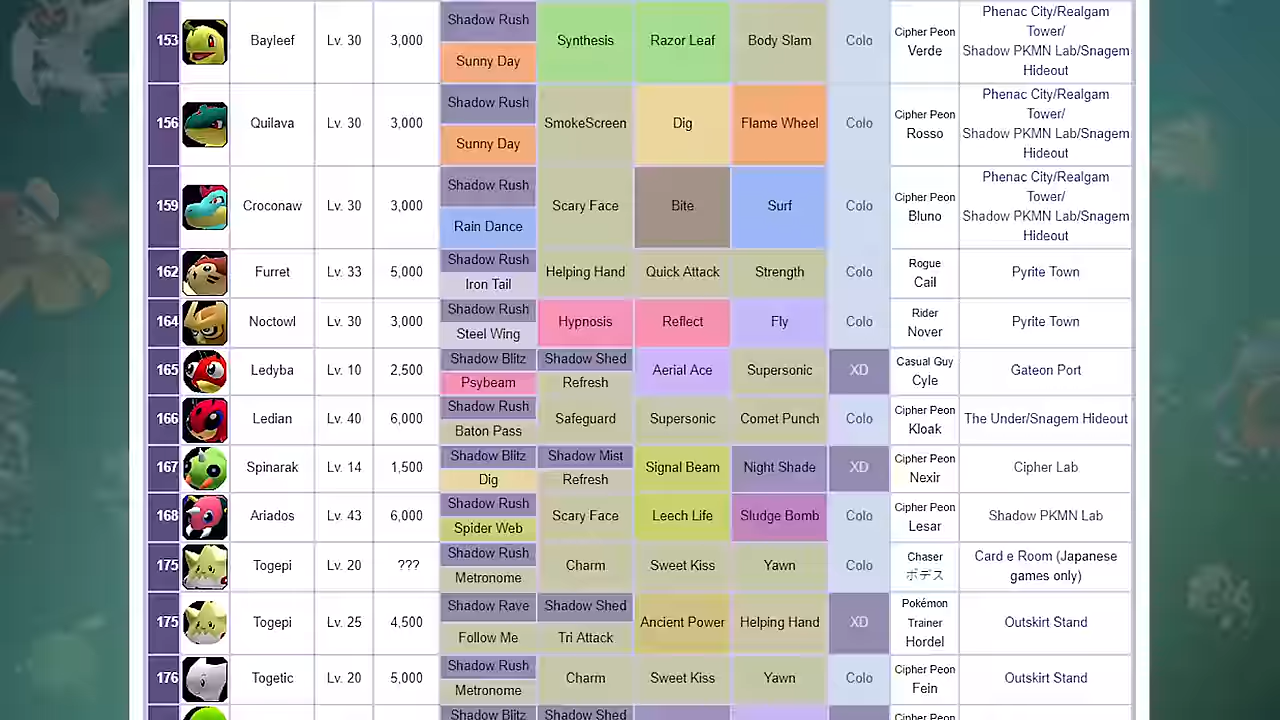 153 Bayleef Lv. 30 3,000 Shadow Rush Sunny Day Synthesis Razor Leaf Body Slam Colo Cipher Peon Verde Phenac City/Realgam Tower/ Shadow PKMN Lab/Snagem Hideout
156 Quilava Lv. 30 3,000 Shadow Rush Sunny Day SmokeScreen Dig Flame Wheel Colo Cipher Peon Rosso Phenac City/Realgam Tower/ Shadow PKMN Lab/Snagem Hideout
159 Croconaw Lv. 30 3,000 Shadow Rush Rain Dance Scary Face Bite Surf Colo Cipher Peon Bluno Phenac City/Realgam Tower/ Shadow PKMN Lab/Snagem Hideout
162 Furret Lv. 33 5,000 Shadow Rush Iron Tail Helping Hand Quick Attack Strength Colo Rogue Cail Pyrite Town
164 Noctowl Lv. 30 3,000 Shadow Rush Steel Wing Hypnosis Reflect Fly Colo Rider Nover Pyrite Town
165 Ledyba Lv. 10 2,500 Shadow Blitz Psybeam Shadow Shed Refresh Aerial Ace Supersonic XD Casual Guy Cyle Gateon Port
166 Ledian Lv. 40 6,000 Shadow Rush Baton Pass Safeguard Supersonic Comet Punch Colo Cipher Peon Kloak The Under/Snagem Hideout
167 Spinarak Lv. 14 1,500 Shadow Blitz Dig Shadow Mist Refresh Signal Beam Night Shade XD Cipher Peon Nexir Cipher Lab
168 Ariados Lv. 43 6,000 Shadow Rush Spider Web Scary Face Leech Life Sludge Bomb Colo Cipher Peon Lesar Shadow PKMN Lab
175 Togepi Lv. 20 ??? Shadow Rush Metronome Charm Sweet Kiss Yawn Colo Chaser ボデス Card e Room (Japanese games only)
175 Togepi Lv. 25 4,500 Shadow Rave Follow Me Shadow Shed Tri Attack Ancient Power Helping Hand XD Pokémon Trainer Hordel Outskirt Stand
176 Togetic Lv. 20 5,000 Shadow Rush Metronome Charm Sweet Kiss Yawn Colo Cipher Peon Fein Outskirt Stand
Shadow Blitz Shadow Shed Cipher Peon